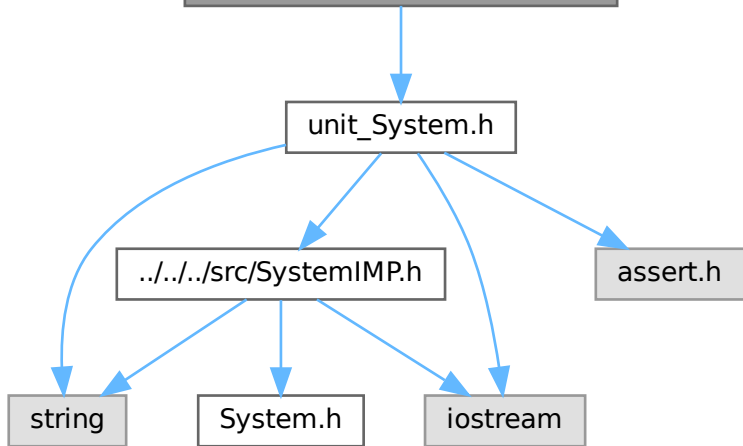 unit_System.h
../../../src/SystemIMP.h
assert.h
string
System.h
iostream